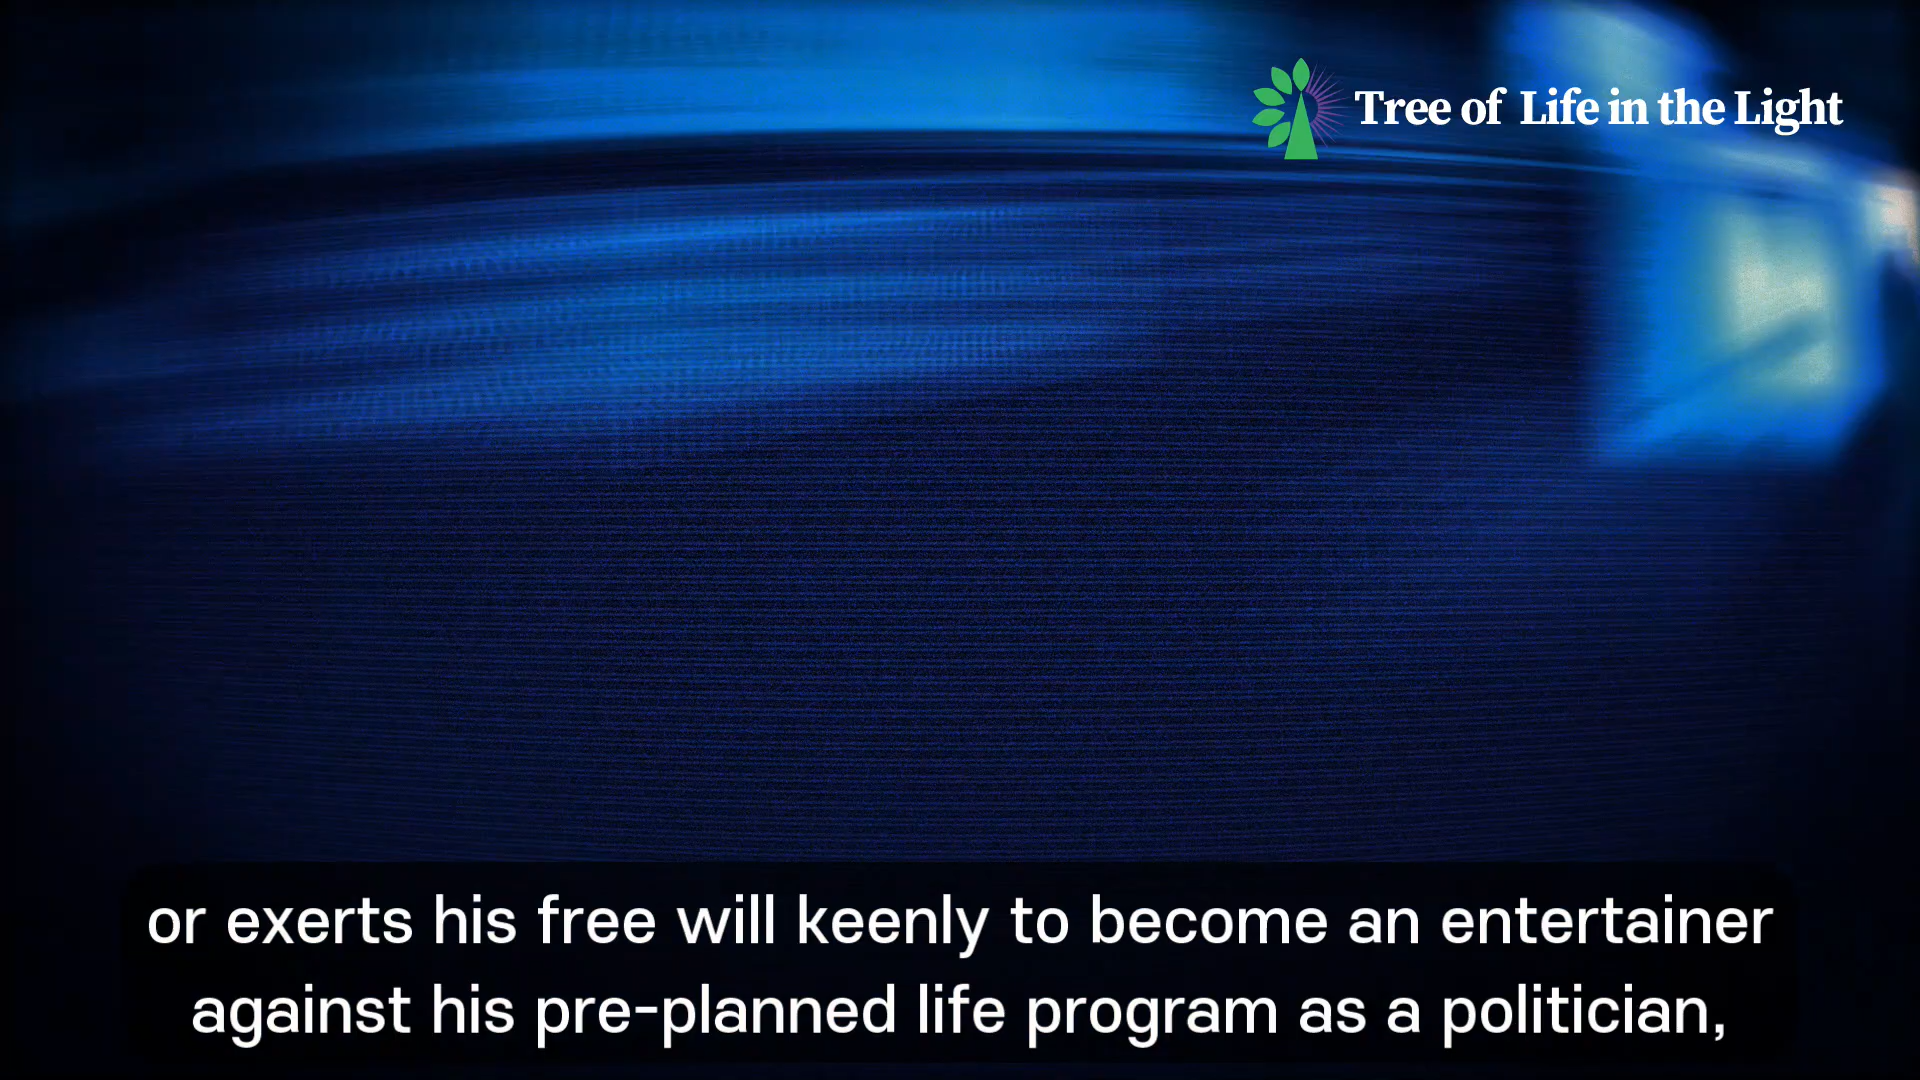 Tree of Life in the Light
or exerts his free will keenly to become an entertainer
against his pre-planned life program as a politician,